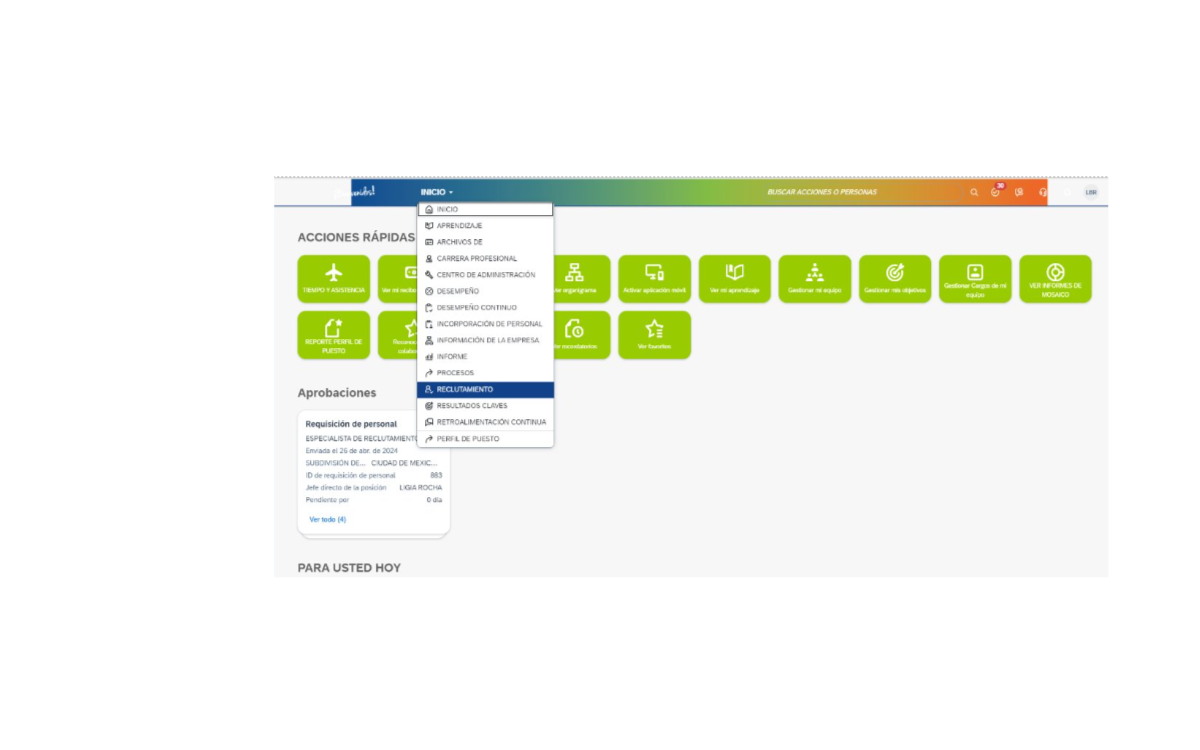 INICIO
BUSCAR ACCIONES O PERSONAS
30
LBR
INICIO
APRENDIZAJE
ARCHIVOS DE
CARRERA PROFESIONAL
CENTRO DE ADMINISTRACIÓN
DESEMPEÑO
DESEMPEÑO CONTINUO
INCORPORACIÓN DE PERSONAL
INFORMACIÓN DE LA EMPRESA
INFORME
PROCESOS
RECLUTAMIENTO
RESULTADOS CLAVES
RETROALIMENTACIÓN CONTINUA
PERFIL DE PUESTO
ACCIONES RÁPIDAS
TIEMPO Y ASISTENCIA
Ver mi recibo
Ver organigrama
Activar aplicación móvil
Ver mi aprendizaje
Gestionar mi equipo
Gestionar mis objetivos
Gestionar Cargos de mi
equipo
VER INFORMES DE
MOSAICO
REPORTE PERFIL DE
PUESTO
Ver recordatorios
Ver favoritos
Aprobaciones
Requisición de personal
ESPECIALISTA DE RECLUTAMIENTO
Enviada el 26 de abr. de 2024
SUBDIVISIÓN DE... CIUDAD DE MEXIC...
ID de requisición de personal 883
Jefe directo de la posición LIGIA ROCHA
Pendiente por 0 día
Ver todo (4)
PARA USTED HOY